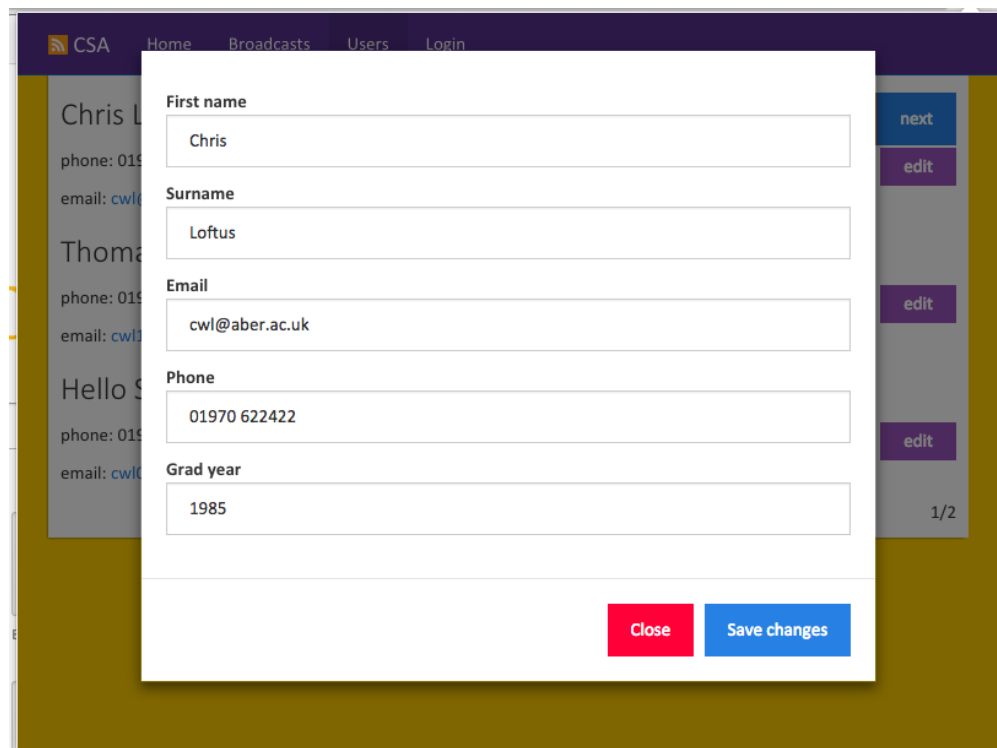 CSA Home Broadcasts Users Login
Chris L
next
phone: 019
edit
email: cwl@
Thoma
phone: 019
edit
email: cwl1
Hello S
phone: 019
edit
email: cwl0
1/2
First name
Chris
Surname
Loftus
Email
cwl@aber.ac.uk
Phone
01970 622422
Grad year
1985
Close Save changes